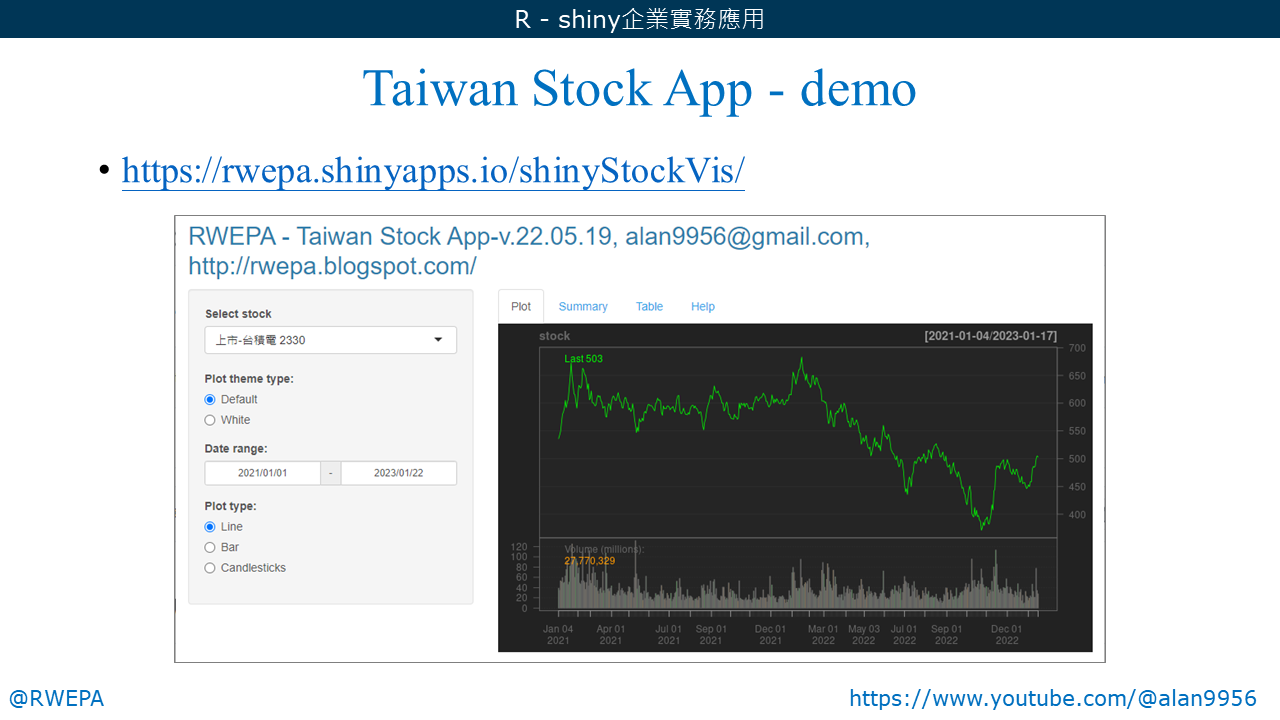 R - shiny企業實務應用
Taiwan Stock App - demo
• https://rwepa.shinyapps.io/shinyStockVis/
RWEPA - Taiwan Stock App-v.22.05.19, alan9956@gmail.com,
http://rwepa.blogspot.com/
Select stock
上市-台積電 2330
Plot theme type:
Default
White
Date range:
2021/01/01 - 2023/01/22
Plot type:
Line
Bar
Candlesticks
Plot Summary Table Help
stock [2021-01-04/2023-01-17]
Last 503
700
650
600
550
500
450
400
Volume (millions):
27,770,329
120
100
80
60
40
20
0
Jan 04 Apr 01 Jul 01 Sep 01 Dec 01 Mar 01 May 03 Jul 01 Sep 01 Dec 01
2021 2021 2021 2021 2021 2022 2022 2022 2022 2022
@RWEPA https://www.youtube.com/@alan9956